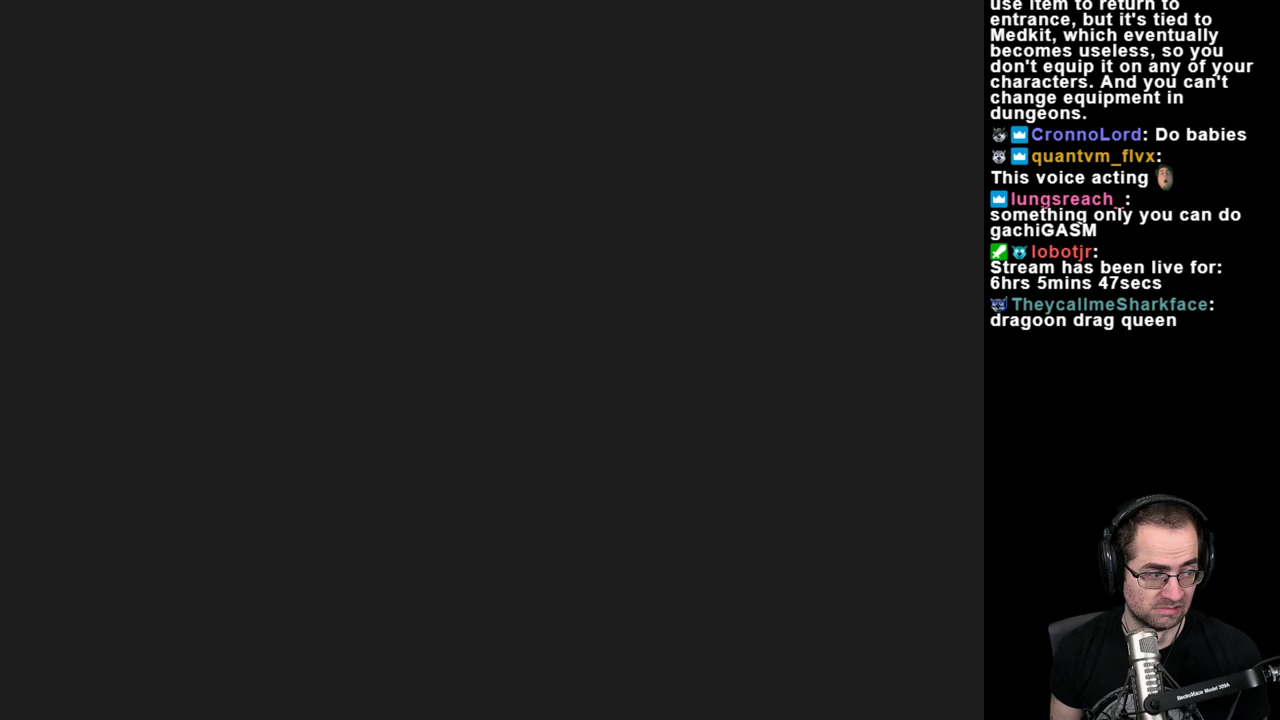 use item to return to
entrance, but it's tied to
Medkit, which eventually
becomes useless, so you
don't equip it on any of your
characters. And you can't
change equipment in
dungeons.
CronnoLord: Do babies
quantvm_flvx:
This voice acting
lungsreach_:
something only you can do
gachiGASM
lobotjr:
Stream has been live for:
6hrs 5mins 47secs
TheycallmeSharkface:
dragoon drag queen
ElectroVoice Model 309A